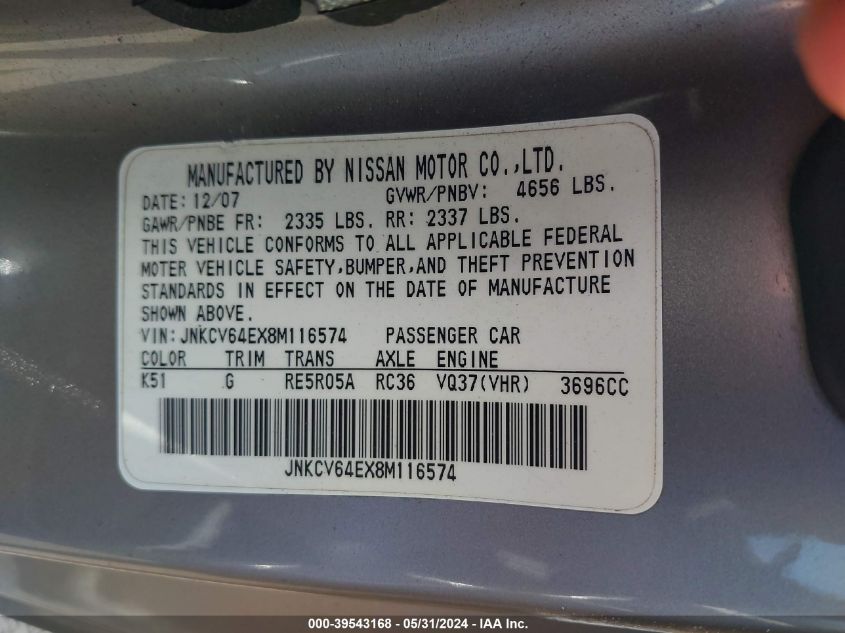 MANUFACTURED BY NISSAN MOTOR CO.,LTD.
DATE: 12/07 GVWR/PNBV: 4656 LBS.
GAWR/PNBE FR: 2335 LBS. RR: 2337 LBS.
THIS VEHICLE CONFORMS TO ALL APPLICABLE FEDERAL
MOTER VEHICLE SAFETY,BUMPER,AND THEFT PREVENTION
STANDARDS IN EFFECT ON THE DATE OF MANUFACTURE
SHOWN ABOVE.
VIN: JNKCV64EX8M116574 PASSENGER CAR
COLOR TRIM TRANS AXLE ENGINE
K51 G RE5R05A RC36 VQ37(VHR) 3696CC
JNKCV64EX8M116574
000-39543168 - 05/31/2024 - IAA Inc.